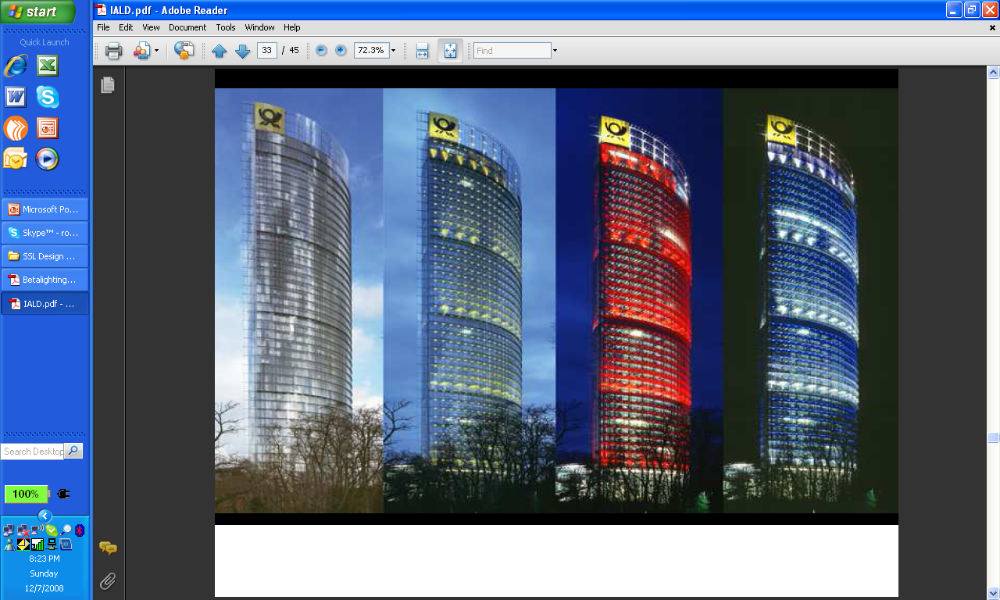 start
IALD.pdf - Adobe Reader
File Edit View Document Tools Window Help
33 / 45 72.3% Find
Quick Launch
Microsoft Po...
Skype™ - ro...
SSL Design ...
Betalighting...
IALD.pdf - ...
Search Desktop
100%
8:23 PM
Sunday
12/7/2008